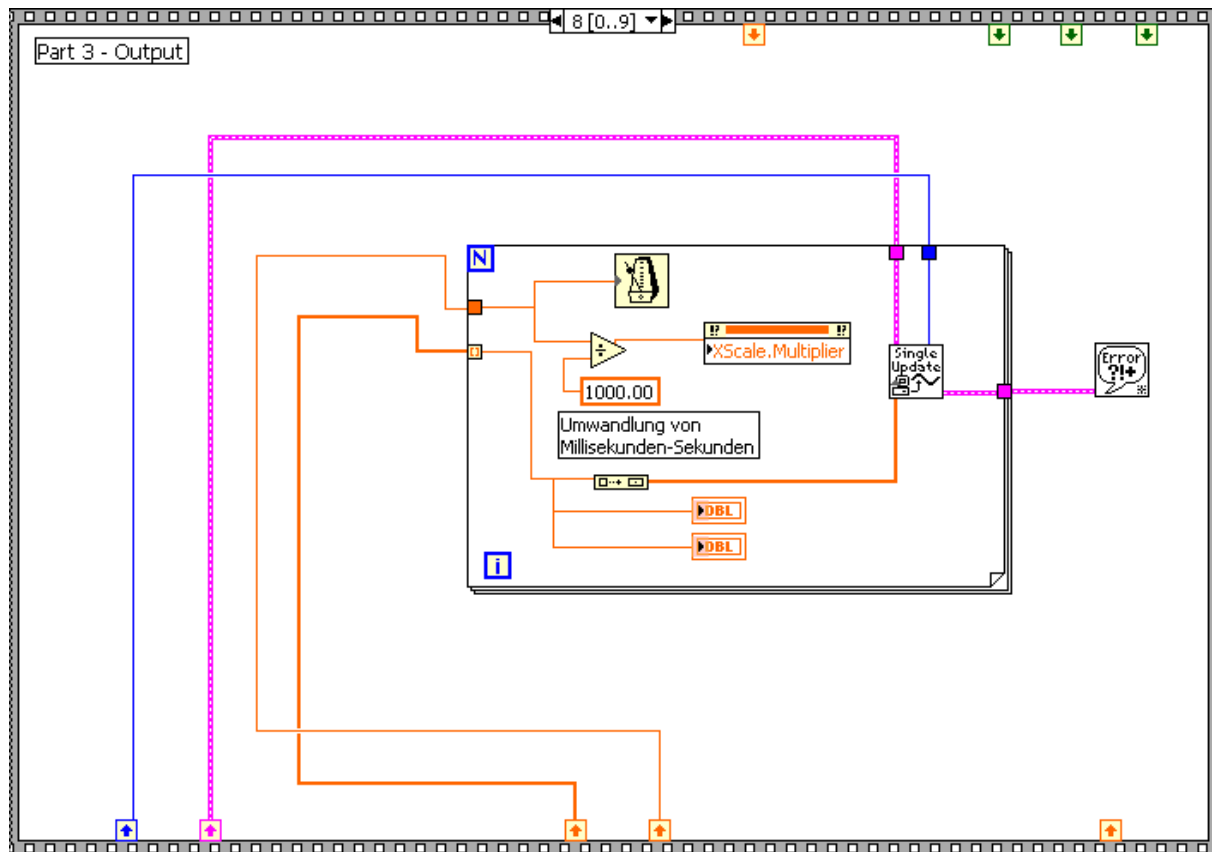 8 [0..9]
Part 3 - Output
N
XScale.Multiplier
Single
Update
Error
?!+
1000.00
Umwandlung von
Millisekunden-Sekunden
DBL
DBL
i